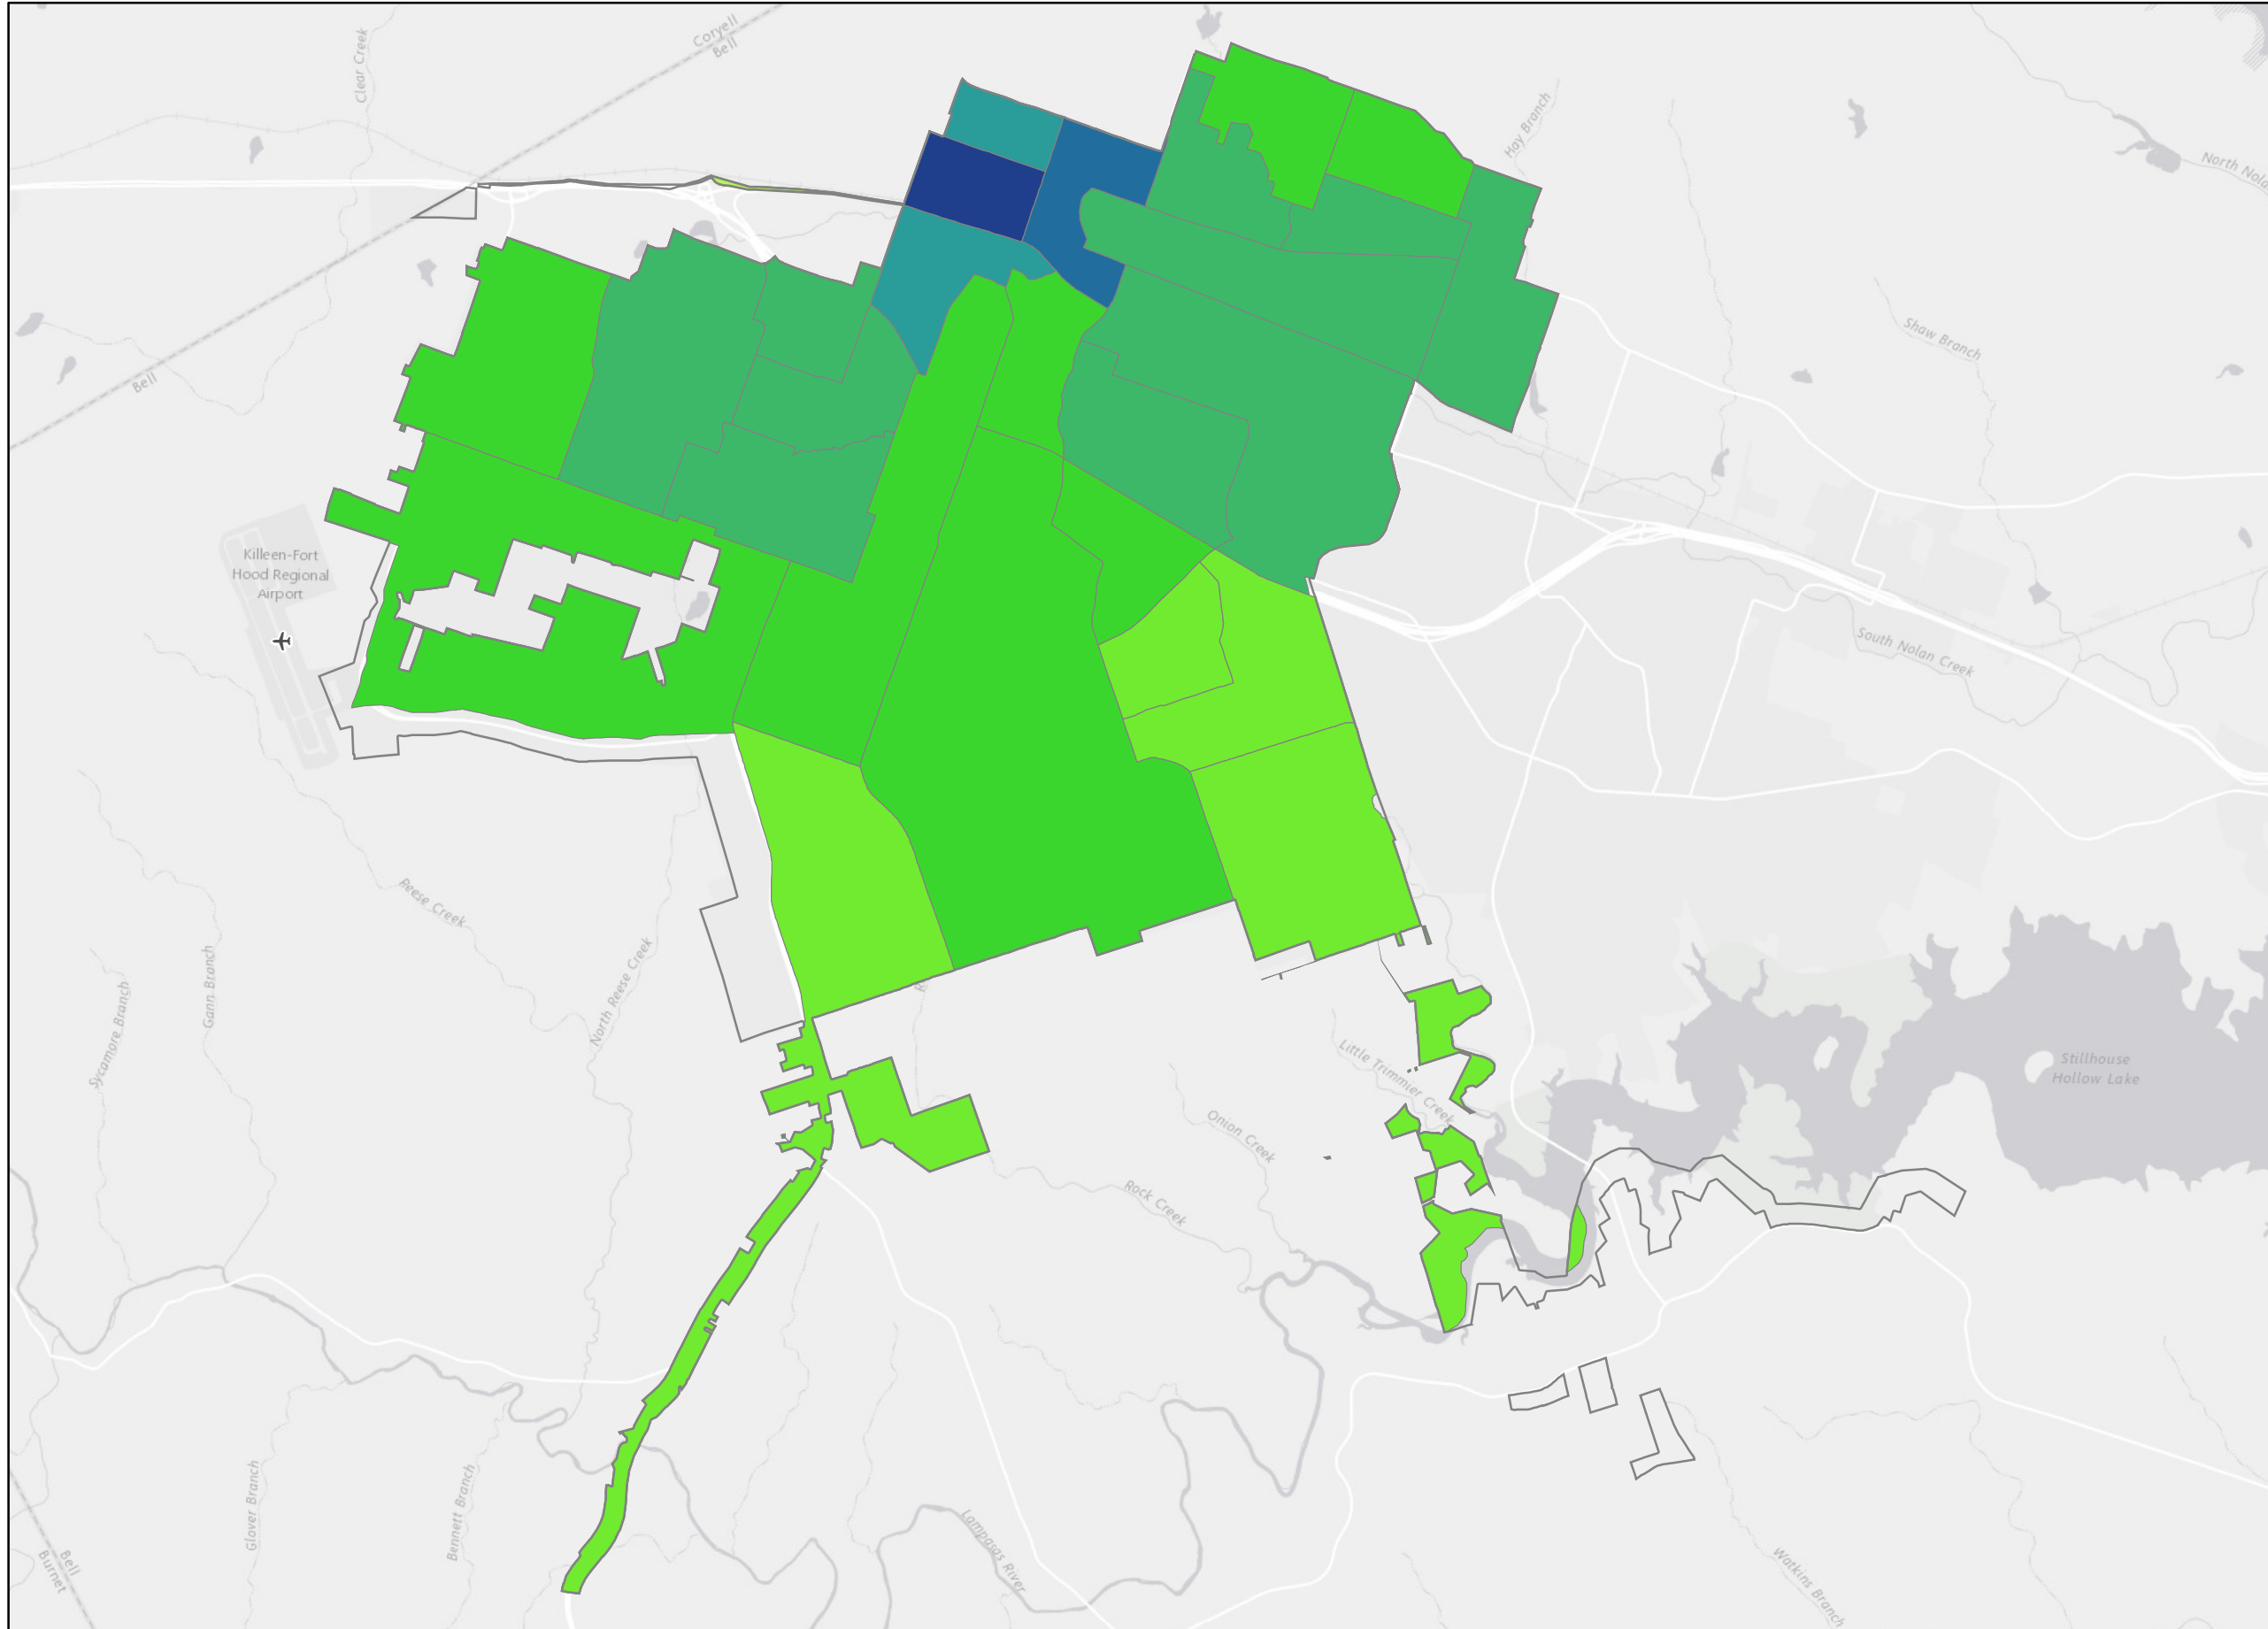 Clear Creek
Coryell
Bell
Hay Branch
North Nola
Shaw Branch
Bell
Killeen-Fort
Hood Regional
Airport
South Nolan Creek
Reese Creek
Gann Branch
North Reese Creek
Sycamore Branch
Little Trimmier Creek
Stillhouse
Hollow Lake
Onion Creek
Rock Creek
Glover Branch
Bennett Branch
Lampasas River
Watkins Branch
Bell
Burnet